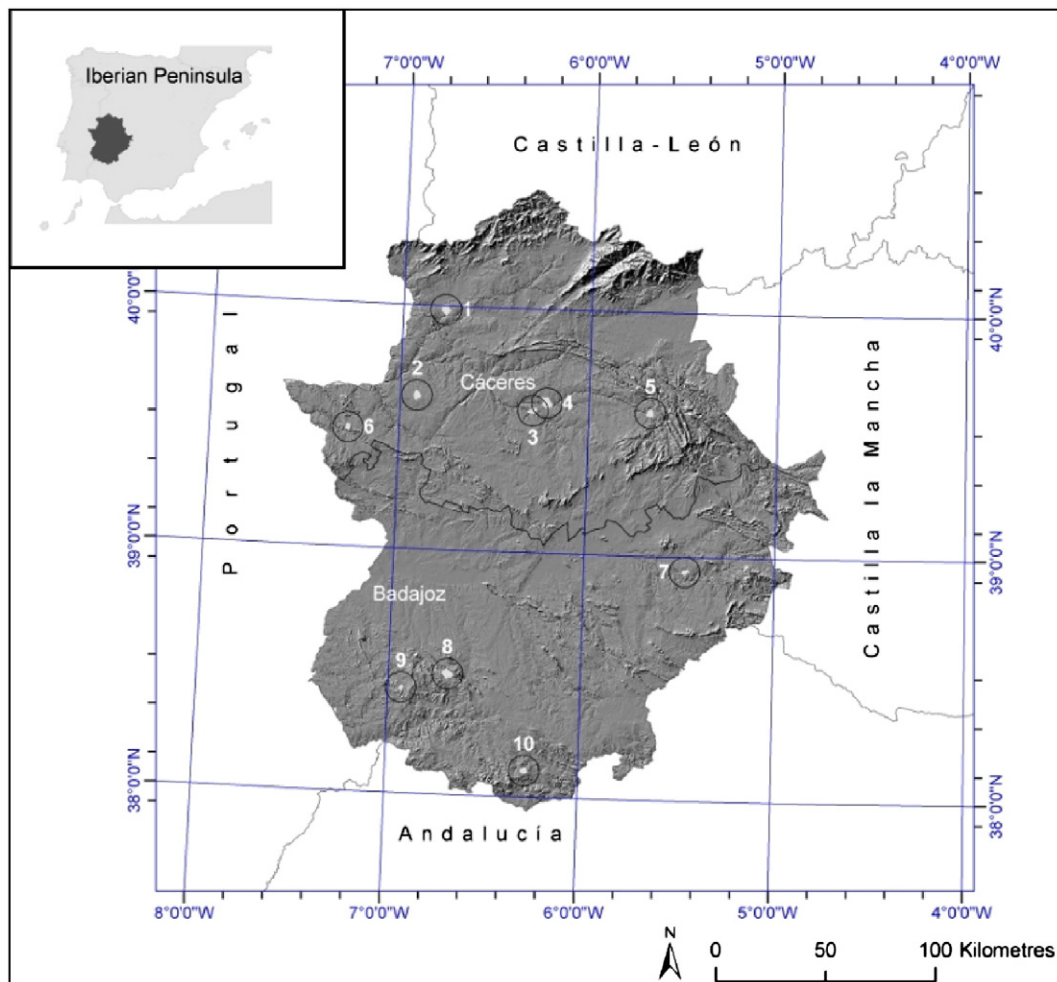 Iberian Peninsula
7°0'0"W 6°0'0"W 5°0'0"W 4°0'0"W
Castilla-León
40°0'0"N
40°0'0"N
1
2
Cáceres
5
4
3
6
Portugal
Castilla la Mancha
39°0'0"N
39°0'0"N
7
Badajoz
8
9
10
38°0'0"N
38°0'0"N
Andalucía
8°0'0"W 7°0'0"W 6°0'0"W 5°0'0"W 4°0'0"W
N
0 50 100 Kilometres